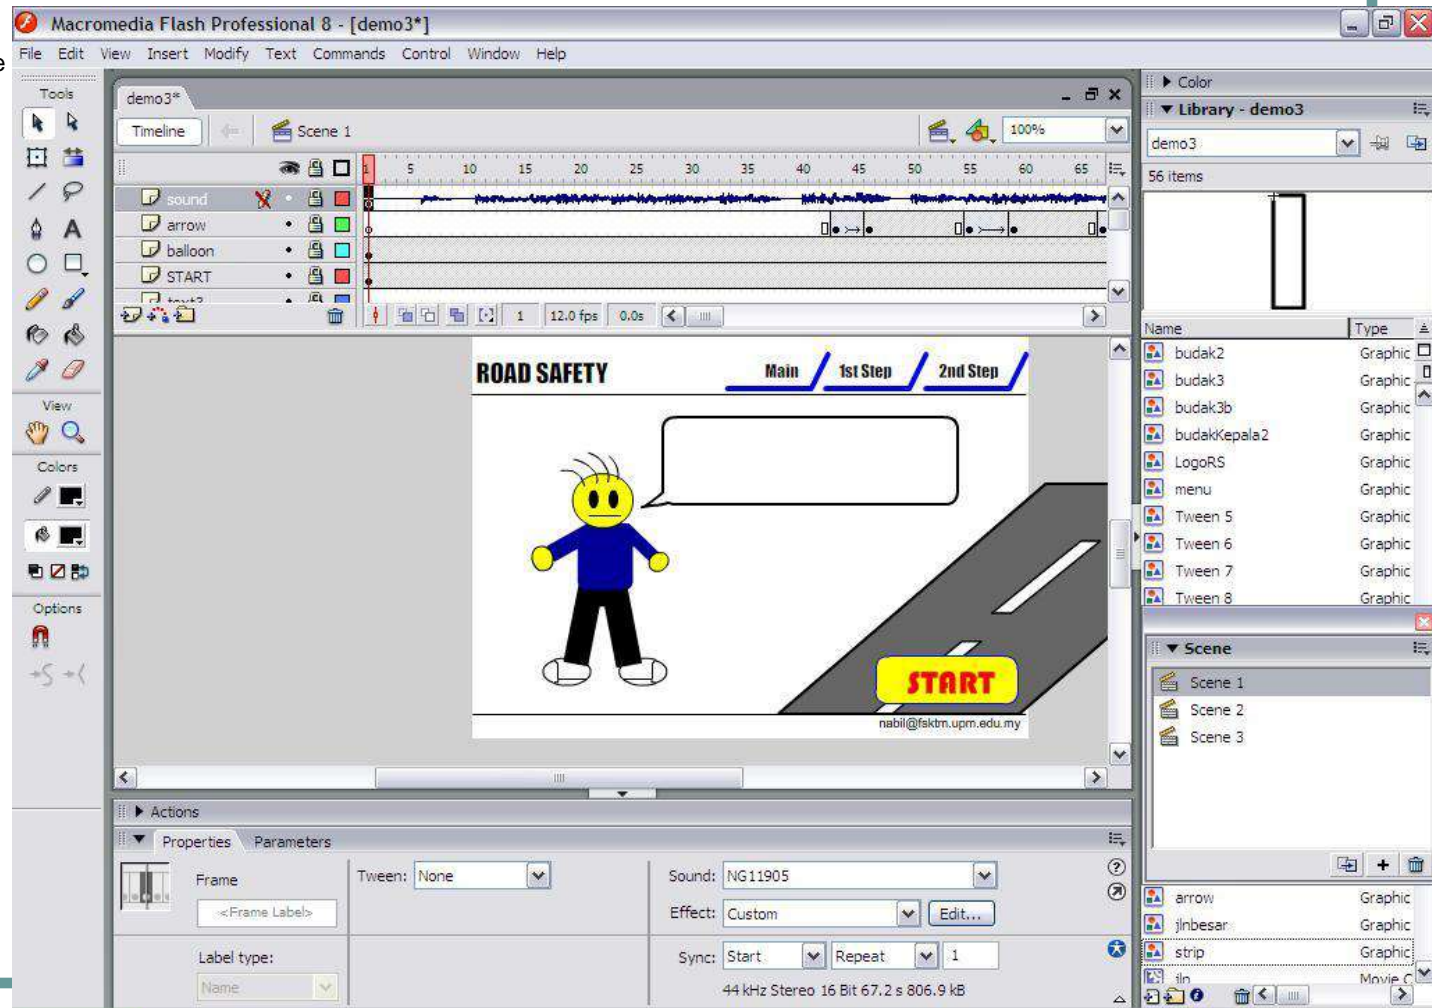 Macromedia Flash Professional 8 - [demo3*]
e
File Edit View Insert Modify Text Commands Control Window Help
Tools
View
Colors
Options
demo3*
Timeline
Scene 1
100%
1 5 10 15 20 25 30 35 40 45 50 55 60 65
sound
arrow
balloon
START
text3
1 12.0 fps 0.0s
ROAD SAFETY
Main
1st Step
2nd Step
START
nabil@fsktm.upm.edu.my
Actions
Properties Parameters
Frame
<Frame Label>
Label type:
Name
Tween: None
Sound: NG11905
Effect: Custom Edit...
Sync: Start Repeat 1
44 kHz Stereo 16 Bit 67.2 s 806.9 kB
Color
Library - demo3
demo3
56 items
Name Type
budak2 Graphic
budak3 Graphic
budak3b Graphic
budakKepala2 Graphic
LogoRS Graphic
menu Graphic
Tween 5 Graphic
Tween 6 Graphic
Tween 7 Graphic
Tween 8 Graphic
Scene
Scene 1
Scene 2
Scene 3
arrow Graphic
jlnbesar Graphic
strip Graphic
jln Movie C